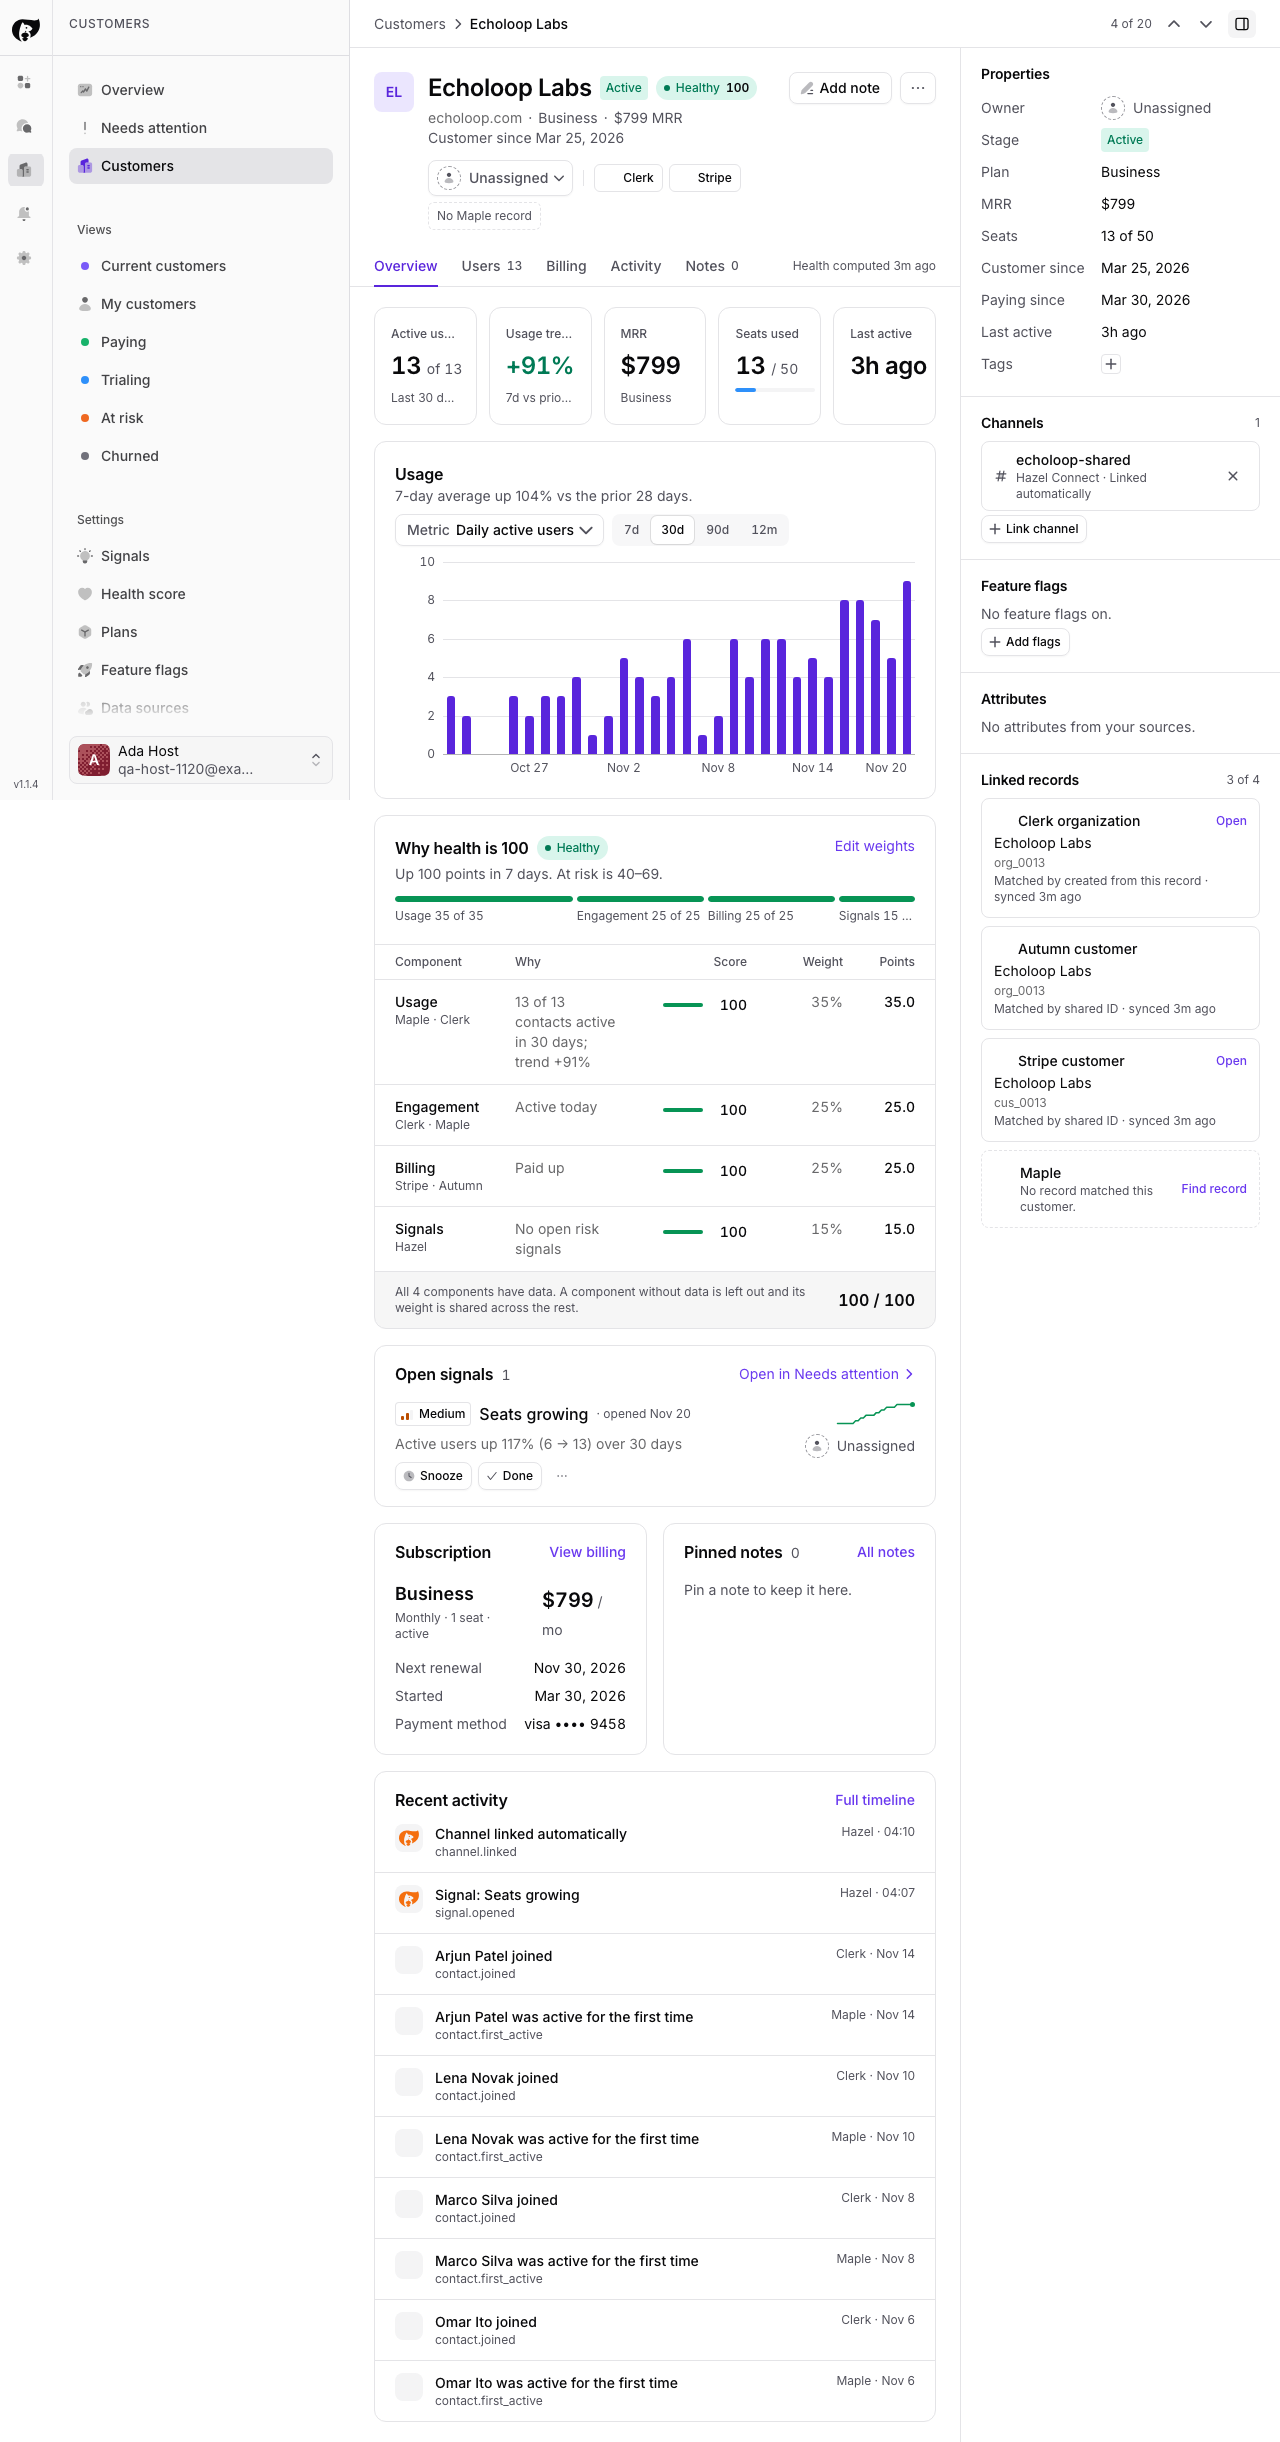 CUSTOMERS
Overview
Needs attention
Customers
Views
Current customers
My customers
Paying
Trialing
At risk
Churned
Settings
Signals
Health score
Plans
Feature flags
Data sources
A
Ada Host
qa-host-1120@exa...
v1.1.4
Customers > Echoloop Labs
4 of 20
EL
Echoloop Labs Active Healthy 100
Add note
echoloop.com · Business · $799 MRR
Customer since Mar 25, 2026
Unassigned
Clerk
Stripe
No Maple record
Overview
Users 13
Billing
Activity
Notes 0
Health computed 3m ago
Active us...
13 of 13
Last 30 d...
Usage tre...
+91%
7d vs prio...
MRR
$799
Business
Seats used
13 / 50
Last active
3h ago
Usage
7-day average up 104% vs the prior 28 days.
Metric Daily active users
7d 30d 90d 12m
10
8
6
4
2
0
Oct 27
Nov 2
Nov 8
Nov 14
Nov 20
Why health is 100 Healthy
Edit weights
Up 100 points in 7 days. At risk is 40–69.
Usage 35 of 35
Engagement 25 of 25
Billing 25 of 25
Signals 15 ...
Component Why Score Weight Points
Usage
Maple · Clerk
13 of 13
contacts active
in 30 days;
trend +91%
100 35% 35.0
Engagement
Clerk · Maple
Active today
100 25% 25.0
Billing
Stripe · Autumn
Paid up
100 25% 25.0
Signals
Hazel
No open risk
signals
100 15% 15.0
All 4 components have data. A component without data is left out and its
weight is shared across the rest.
100 / 100
Open signals 1
Open in Needs attention >
Medium Seats growing · opened Nov 20
Active users up 117% (6 → 13) over 30 days
Unassigned
Snooze
Done
...
Subscription
View billing
Business
Monthly · 1 seat ·
active
$799 /
mo
Next renewal Nov 30, 2026
Started Mar 30, 2026
Payment method visa •••• 9458
Pinned notes 0
All notes
Pin a note to keep it here.
Recent activity
Full timeline
Channel linked automatically
channel.linked
Hazel · 04:10
Signal: Seats growing
signal.opened
Hazel · 04:07
Arjun Patel joined
contact.joined
Clerk · Nov 14
Arjun Patel was active for the first time
contact.first_active
Maple · Nov 14
Lena Novak joined
contact.joined
Clerk · Nov 10
Lena Novak was active for the first time
contact.first_active
Maple · Nov 10
Marco Silva joined
contact.joined
Clerk · Nov 8
Marco Silva was active for the first time
contact.first_active
Maple · Nov 8
Omar Ito joined
contact.joined
Clerk · Nov 6
Omar Ito was active for the first time
contact.first_active
Maple · Nov 6
Properties
Owner Unassigned
Stage Active
Plan Business
MRR $799
Seats 13 of 50
Customer since Mar 25, 2026
Paying since Mar 30, 2026
Last active 3h ago
Tags +
Channels 1
# echoloop-shared
Hazel Connect · Linked
automatically
+ Link channel
Feature flags
No feature flags on.
+ Add flags
Attributes
No attributes from your sources.
Linked records 3 of 4
Clerk organization Open
Echoloop Labs
org_0013
Matched by created from this record ·
synced 3m ago
Autumn customer
Echoloop Labs
org_0013
Matched by shared ID · synced 3m ago
Stripe customer Open
Echoloop Labs
cus_0013
Matched by shared ID · synced 3m ago
Maple
No record matched this
customer.
Find record